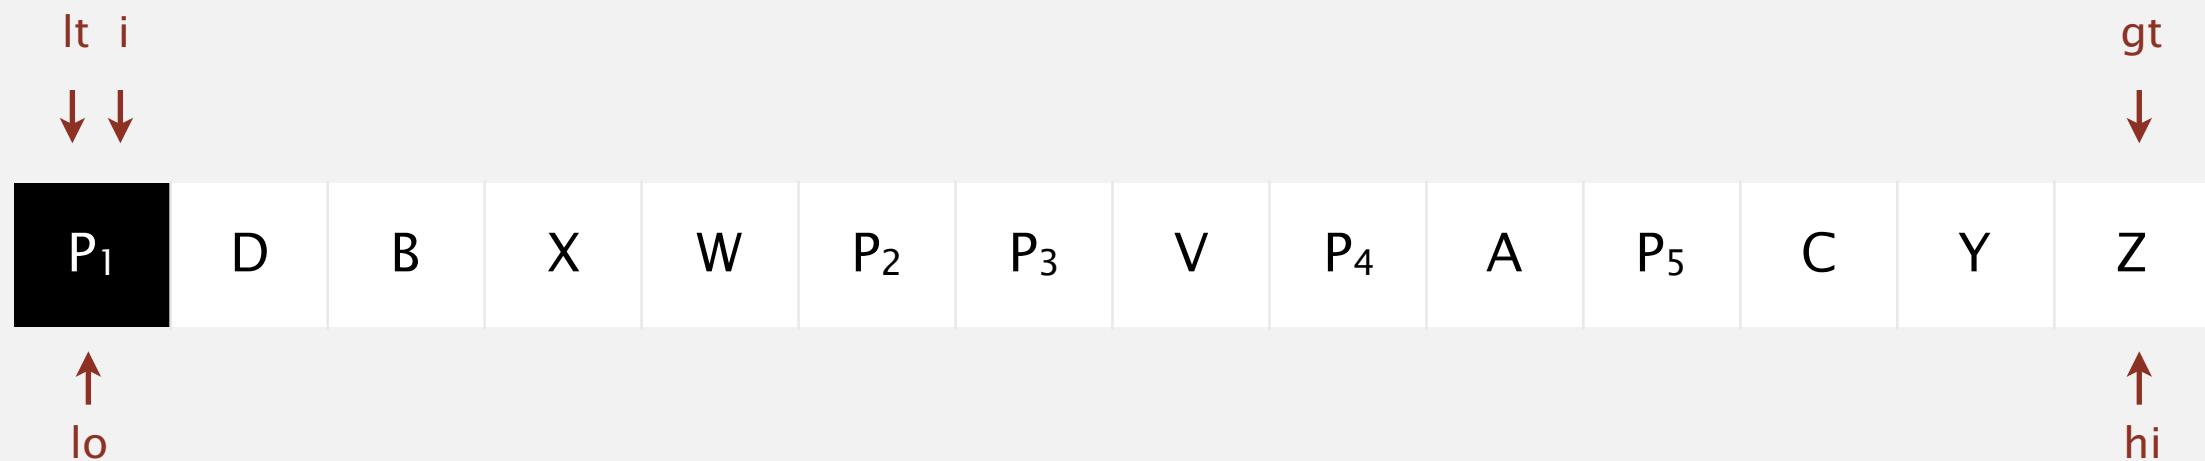 lt i gt
P₁ D B X W P₂ P₃ V P₄ A P₅ C Y Z
lo hi